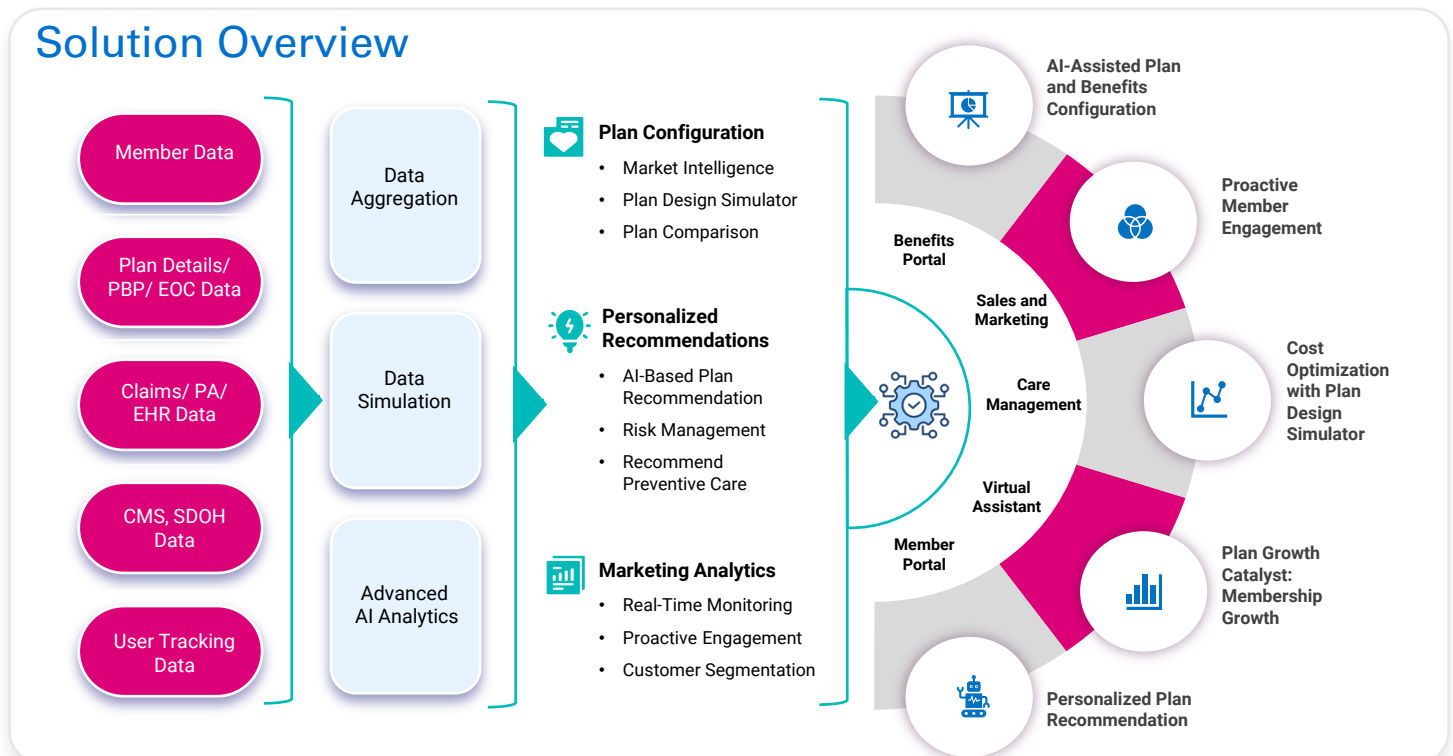 Solution Overview
Member Data
Plan Details/
PBP/ EOC Data
Claims/ PA/
EHR Data
CMS, SDOH
Data
User Tracking
Data
Data
Aggregation
Data
Simulation
Advanced
AI Analytics
Plan Configuration
• Market Intelligence
• Plan Design Simulator
• Plan Comparison
Personalized
Recommendations
• AI-Based Plan
Recommendation
• Risk Management
• Recommend
Preventive Care
Marketing Analytics
• Real-Time Monitoring
• Proactive Engagement
• Customer Segmentation
Benefits
Portal
Sales and
Marketing
Care
Management
Virtual
Assistant
Member
Portal
AI-Assisted Plan
and Benefits
Configuration
Proactive
Member
Engagement
Cost
Optimization
with Plan
Design
Simulator
Plan Growth
Catalyst:
Membership
Growth
Personalized Plan
Recommendation